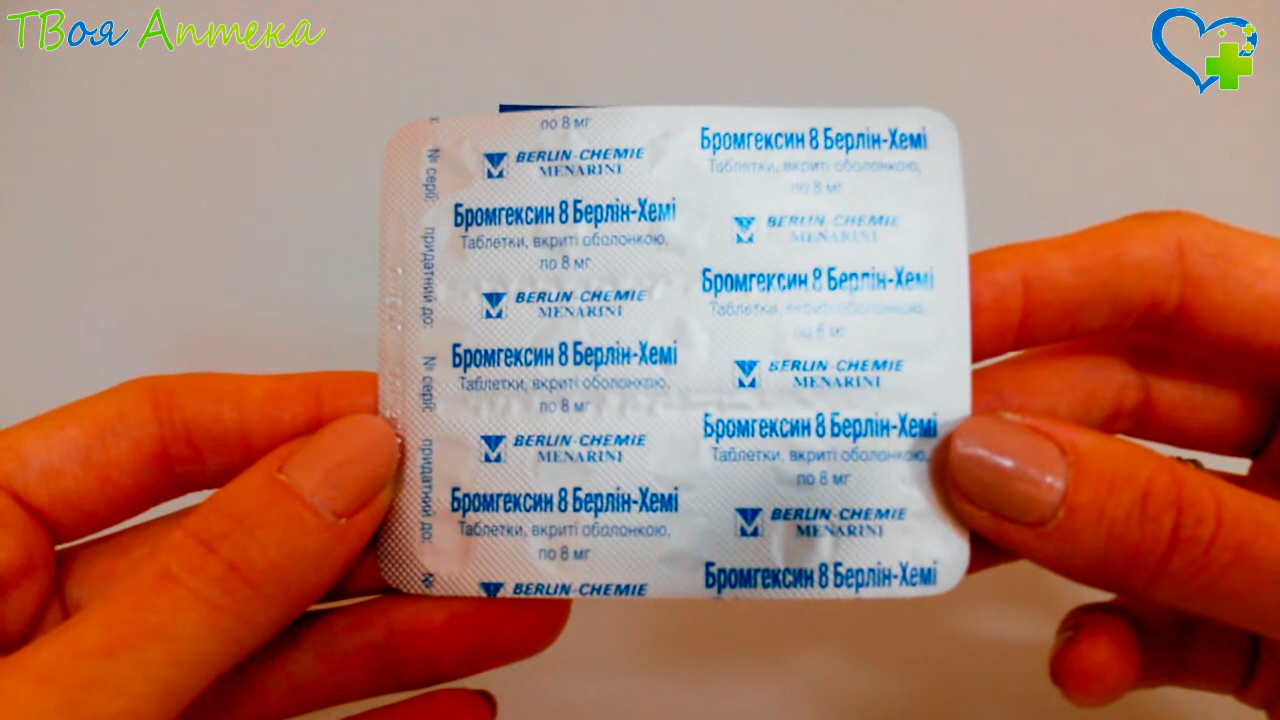 ТВоя Аптека
по 8 мг
BERLIN-CHEMIE
MENARINI
Бромгексин 8 Берлін-Хемі
Таблетки, вкриті оболонкою,
по 8 мг
BERLIN-CHEMIE
MENARINI
Бромгексин 8 Берлін-Хемі
Таблетки, вкриті оболонкою,
по 8 мг
BERLIN-CHEMIE
MENARINI
Бромгексин 8 Берлін-Хемі
Таблетки, вкриті оболонкою,
по 8 мг
BERLIN-CHEMIE
Бромгексин 8 Берлін-Хемі
Таблетки, вкриті оболонкою,
по 8 мг
BERLIN-CHEMIE
MENARINI
Бромгексин 8 Берлін-Хемі
Таблетки, вкриті оболонкою,
по 8 мг
BERLIN-CHEMIE
MENARINI
Бромгексин 8 Берлін-Хемі
Таблетки, вкриті оболонкою,
по 8 мг
BERLIN-CHEMIE
MENARINI
Бромгексин 8 Берлін-Хемі
№ серії:
придатний до:
№ серії:
придатний до:
№